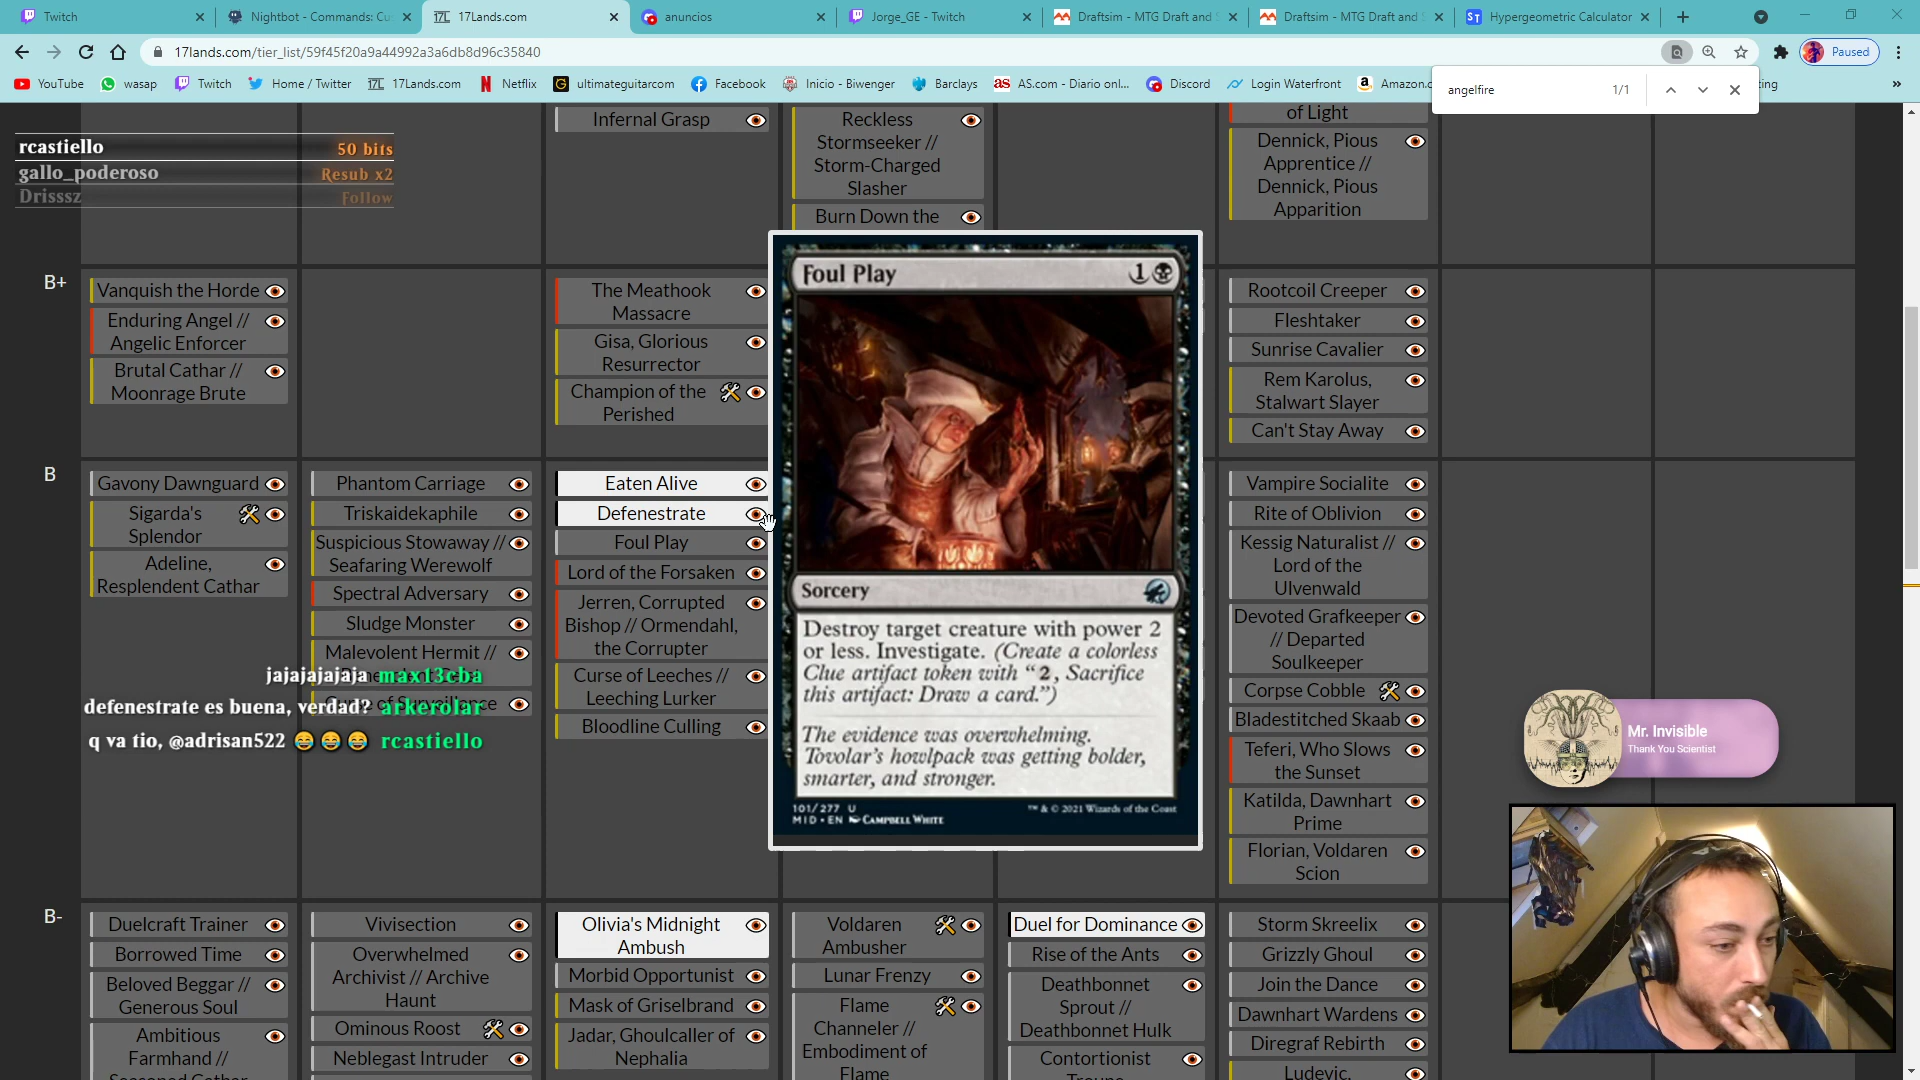 Twitch
Nightbot - Commands: Cu
17Lands.com
anuncios
Jorge_GE - Twitch
Draftsim - MTG Draft and
Draftsim - MTG Draft and
ST
Hypergeometric Calculator
17lands.com/tier_list/59f45f20a9a44992a3a6db8d96c35840
Paused
YouTube
wasap
Twitch
Home / Twitter
17Lands.com
Netflix
ultimateguitarcom
Facebook
Inicio - Biwenger
Barclays
AS.com - Diario onl...
Discord
Login Waterfront
Amazon.c
angelfire
1/1
rcastiello
50 bits
gallo_poderoso
Resub x2
Drisssz
Follow
Infernal Grasp
Reckless
Stormseeker //
Storm-Charged
Slasher
Burn Down the
of Light
Dennick, Pious
Apprentice //
Dennick, Pious
Apparition
B+
Vanquish the Horde
Enduring Angel //
Angelic Enforcer
Brutal Cathar //
Moonrage Brute
The Meathook
Massacre
Gisa, Glorious
Resurrector
Champion of the
Perished
Rootcoil Creeper
Fleshtaker
Sunrise Cavalier
Rem Karolus,
Stalwart Slayer
Can't Stay Away
B
Gavony Dawnguard
Sigarda's
Splendor
Adeline,
Resplendent Cathar
Phantom Carriage
Triskaidekaphile
Suspicious Stowaway //
Seafaring Werewolf
Spectral Adversary
Sludge Monster
Malevolent Hermit //
Eaten Alive
Defenestrate
Foul Play
Lord of the Forsaken
Jerren, Corrupted
Bishop // Ormendahl,
the Corrupter
Curse of Leeches //
Leeching Lurker
Bloodline Culling
Vampire Socialite
Rite of Oblivion
Kessig Naturalist //
Lord of the
Ulvenwald
Devoted Grafkeeper
// Departed
Soulkeeper
Corpse Cobble
Bladestitched Skaab
Teferi, Who Slows
the Sunset
Katilda, Dawnhart
Prime
Florian, Voldaren
Scion
jajajajajaja max13cba
defenestrate es buena, verdad? arkerolar
q va tio, @adrisan522 😂 😂 😂 rcastiello
Foul Play 1
Sorcery
Destroy target creature with power 2
or less. Investigate. (Create a colorless
Clue artifact token with "2, Sacrifice
this artifact: Draw a card.")
The evidence was overwhelming.
Tovolar's howlpack was getting bolder,
smarter, and stronger.
101/277 U
MID • EN CAMPBELL WHITE
™ & © 2021 Wizards of the Coast
Mr. Invisible
Thank You Scientist
B-
Duelcraft Trainer
Borrowed Time
Beloved Beggar //
Generous Soul
Ambitious
Farmhand //
Vivisection
Overwhelmed
Archivist // Archive
Haunt
Ominous Roost
Neblegast Intruder
Olivia's Midnight
Ambush
Morbid Opportunist
Mask of Griselbrand
Jadar, Ghoulcaller of
Nephalia
Voldaren
Ambusher
Lunar Frenzy
Flame
Channeler //
Embodiment of
Flame
Duel for Dominance
Rise of the Ants
Deathbonnet
Sprout //
Deathbonnet Hulk
Contortionist
Storm Skreelix
Grizzly Ghoul
Join the Dance
Dawnhart Wardens
Diregraf Rebirth
Ludevic,